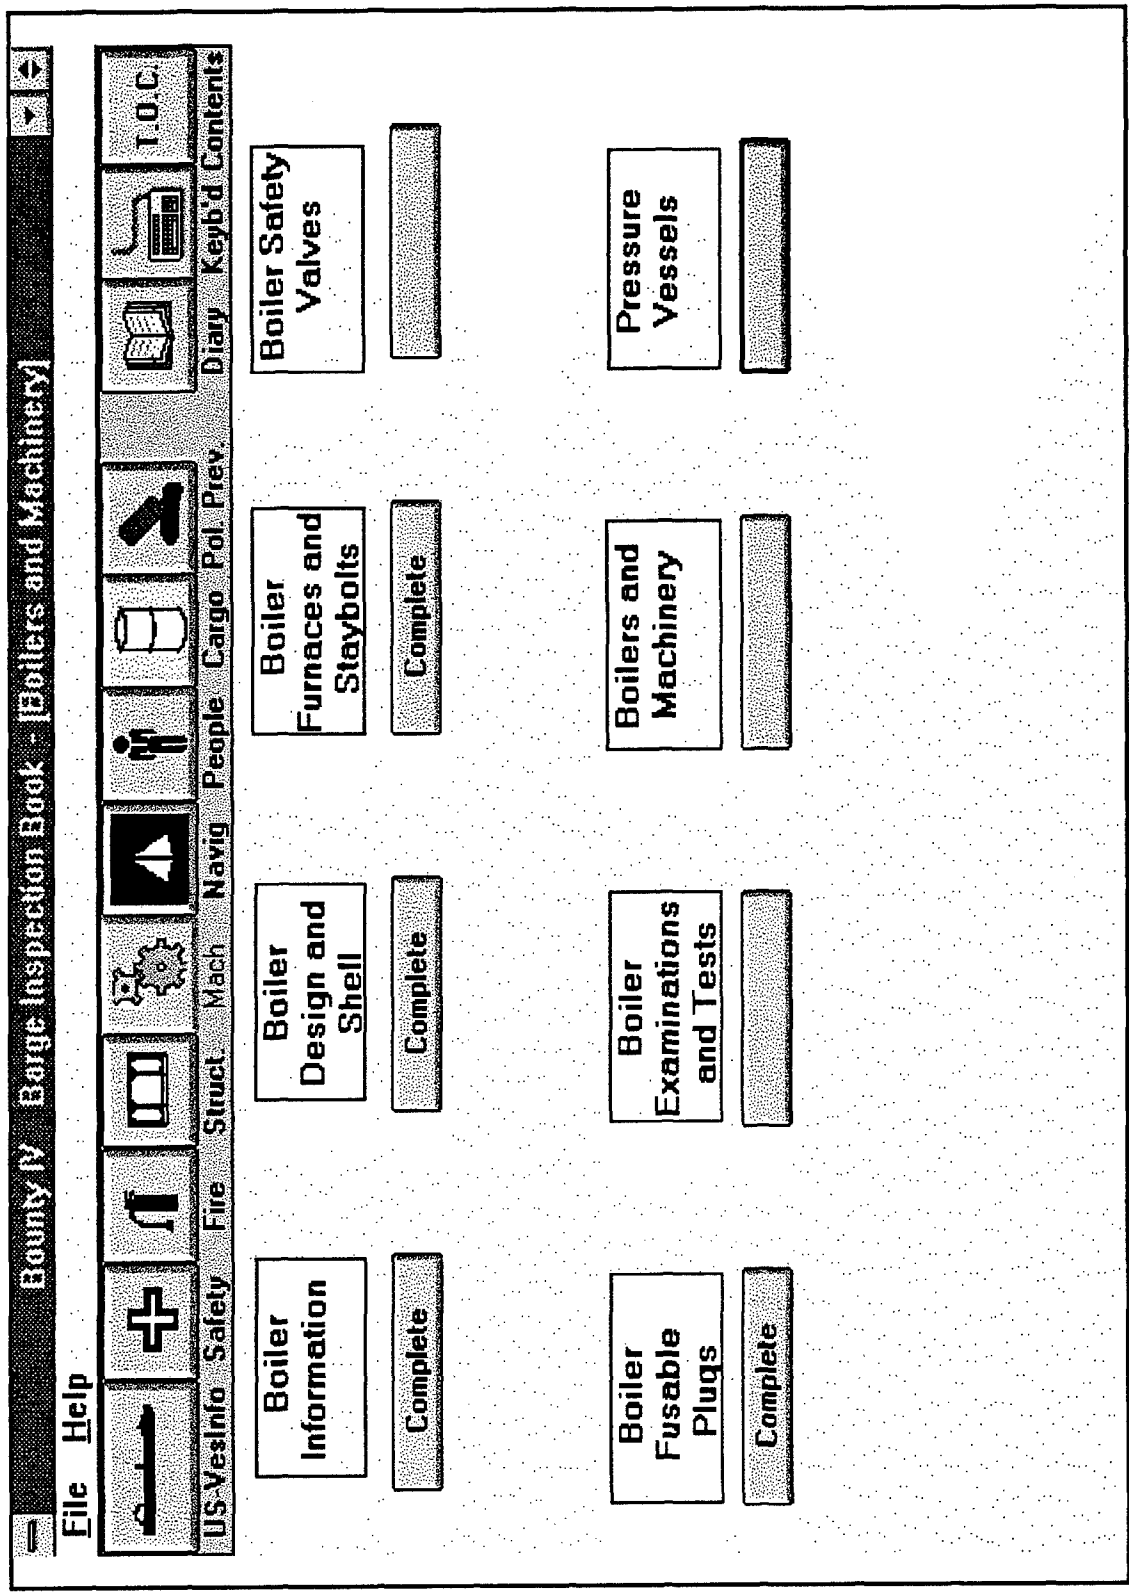 Bounty IV Barge Inspection Book - [Boilers and Machinery]
File Help
T.O.C.
US-VesInfo Safety Fire Struct Mach Navig People Cargo Pol. Prev. Diary Keyb'd Contents
Boiler
Information
Complete
Boiler
Design and
Shell
Complete
Boiler
Furnaces and
Staybolts
Complete
Boiler Safety
Valves
Boiler
Fusable
Plugs
Complete
Boiler
Examinations
and Tests
Boilers and
Machinery
Pressure
Vessels